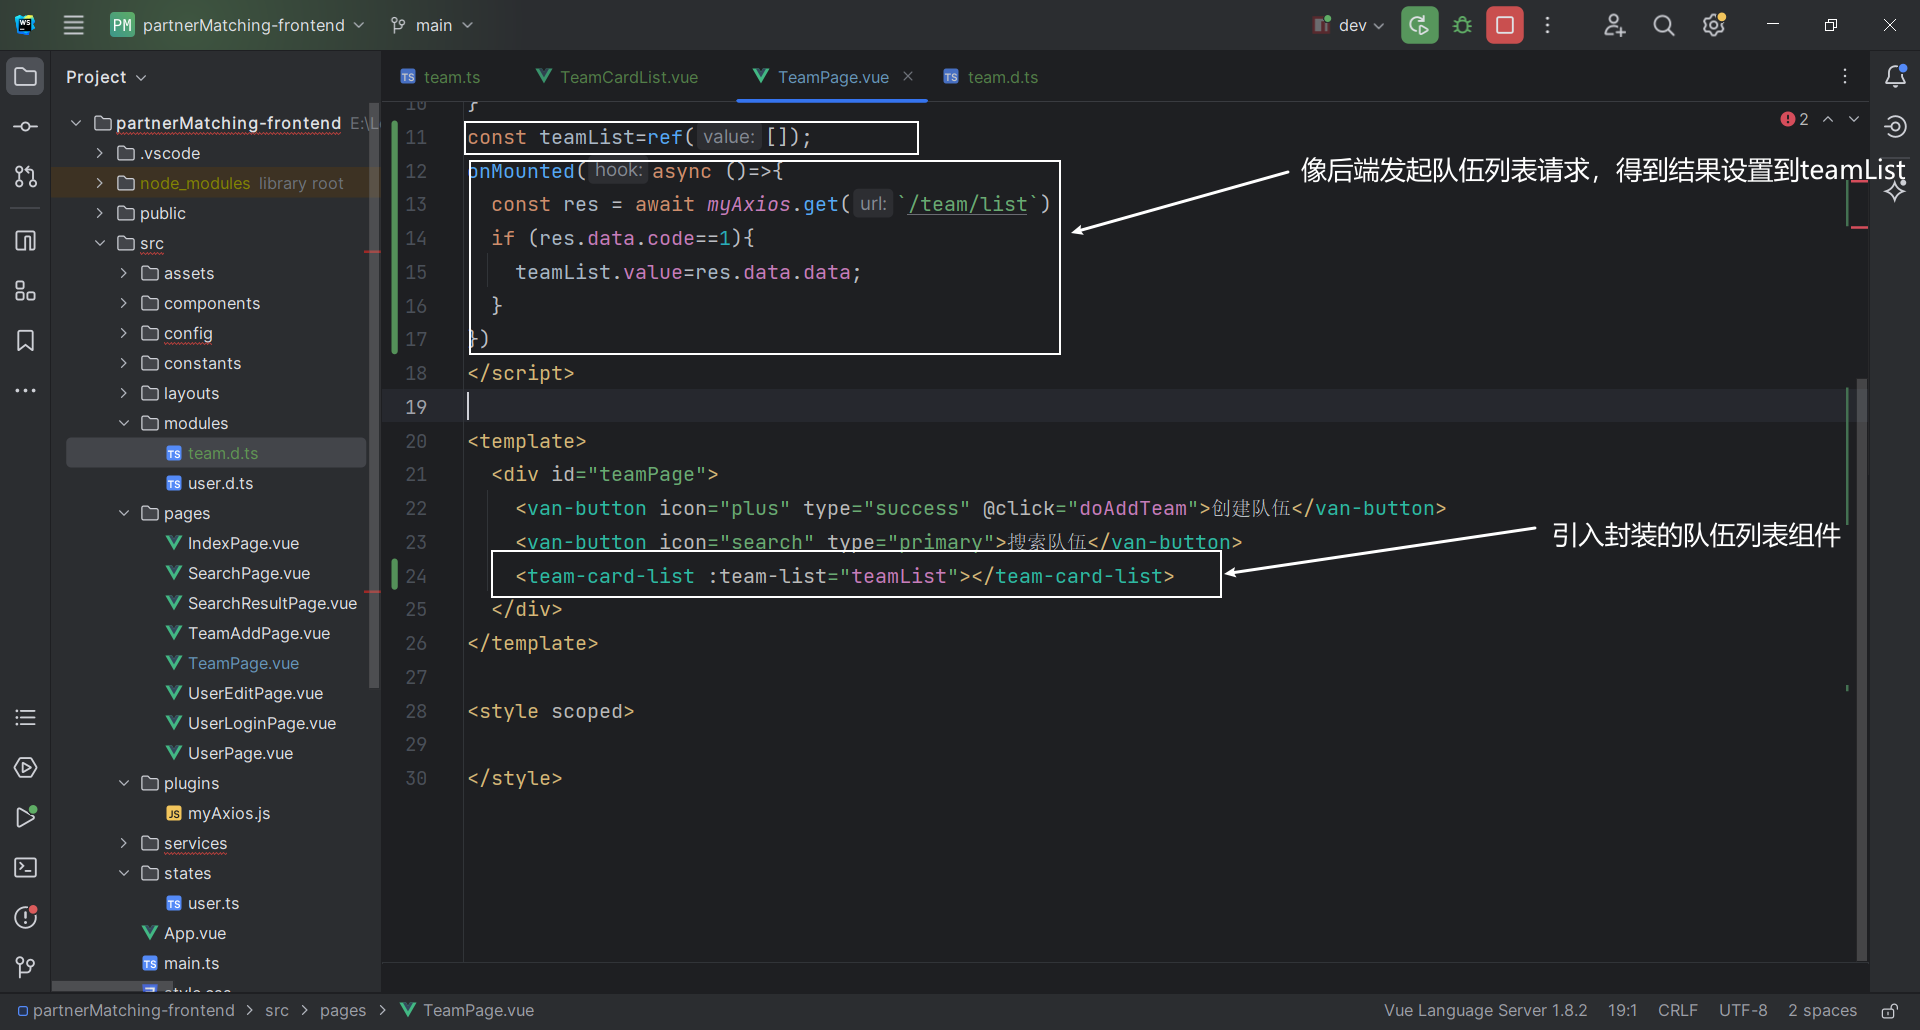 PM partnerMatching-frontend main dev
Project
team.ts TeamCardList.vue TeamPage.vue team.d.ts
partnerMatching-frontend E:\L
.vscode
node_modules library root
public
src
assets
components
config
constants
layouts
modules
team.d.ts
user.d.ts
pages
IndexPage.vue
SearchPage.vue
SearchResultPage.vue
TeamAddPage.vue
TeamPage.vue
UserEditPage.vue
UserLoginPage.vue
UserPage.vue
plugins
myAxios.js
services
states
user.ts
App.vue
main.ts
style.css
10 }
11 const teamList=ref( value: []);
12 onMounted( hook: async ()=>{
13 const res = await myAxios.get( url: `/team/list`)
14 if (res.data.code==1){
15 teamList.value=res.data.data;
16 }
17 })
18 </script>
19
20 <template>
21 <div id="teamPage">
22 <van-button icon="plus" type="success" @click="doAddTeam">创建队伍</van-button>
23 <van-button icon="search" type="primary">搜索队伍</van-button>
24 <team-card-list :team-list="teamList"></team-card-list>
25 </div>
26 </template>
27
28 <style scoped>
29
30 </style>
2
像后端发起队伍列表请求，得到结果设置到teamList
引入封装的队伍列表组件
partnerMatching-frontend > src > pages > TeamPage.vue
Vue Language Server 1.8.2 19:1 CRLF UTF-8 2 spaces